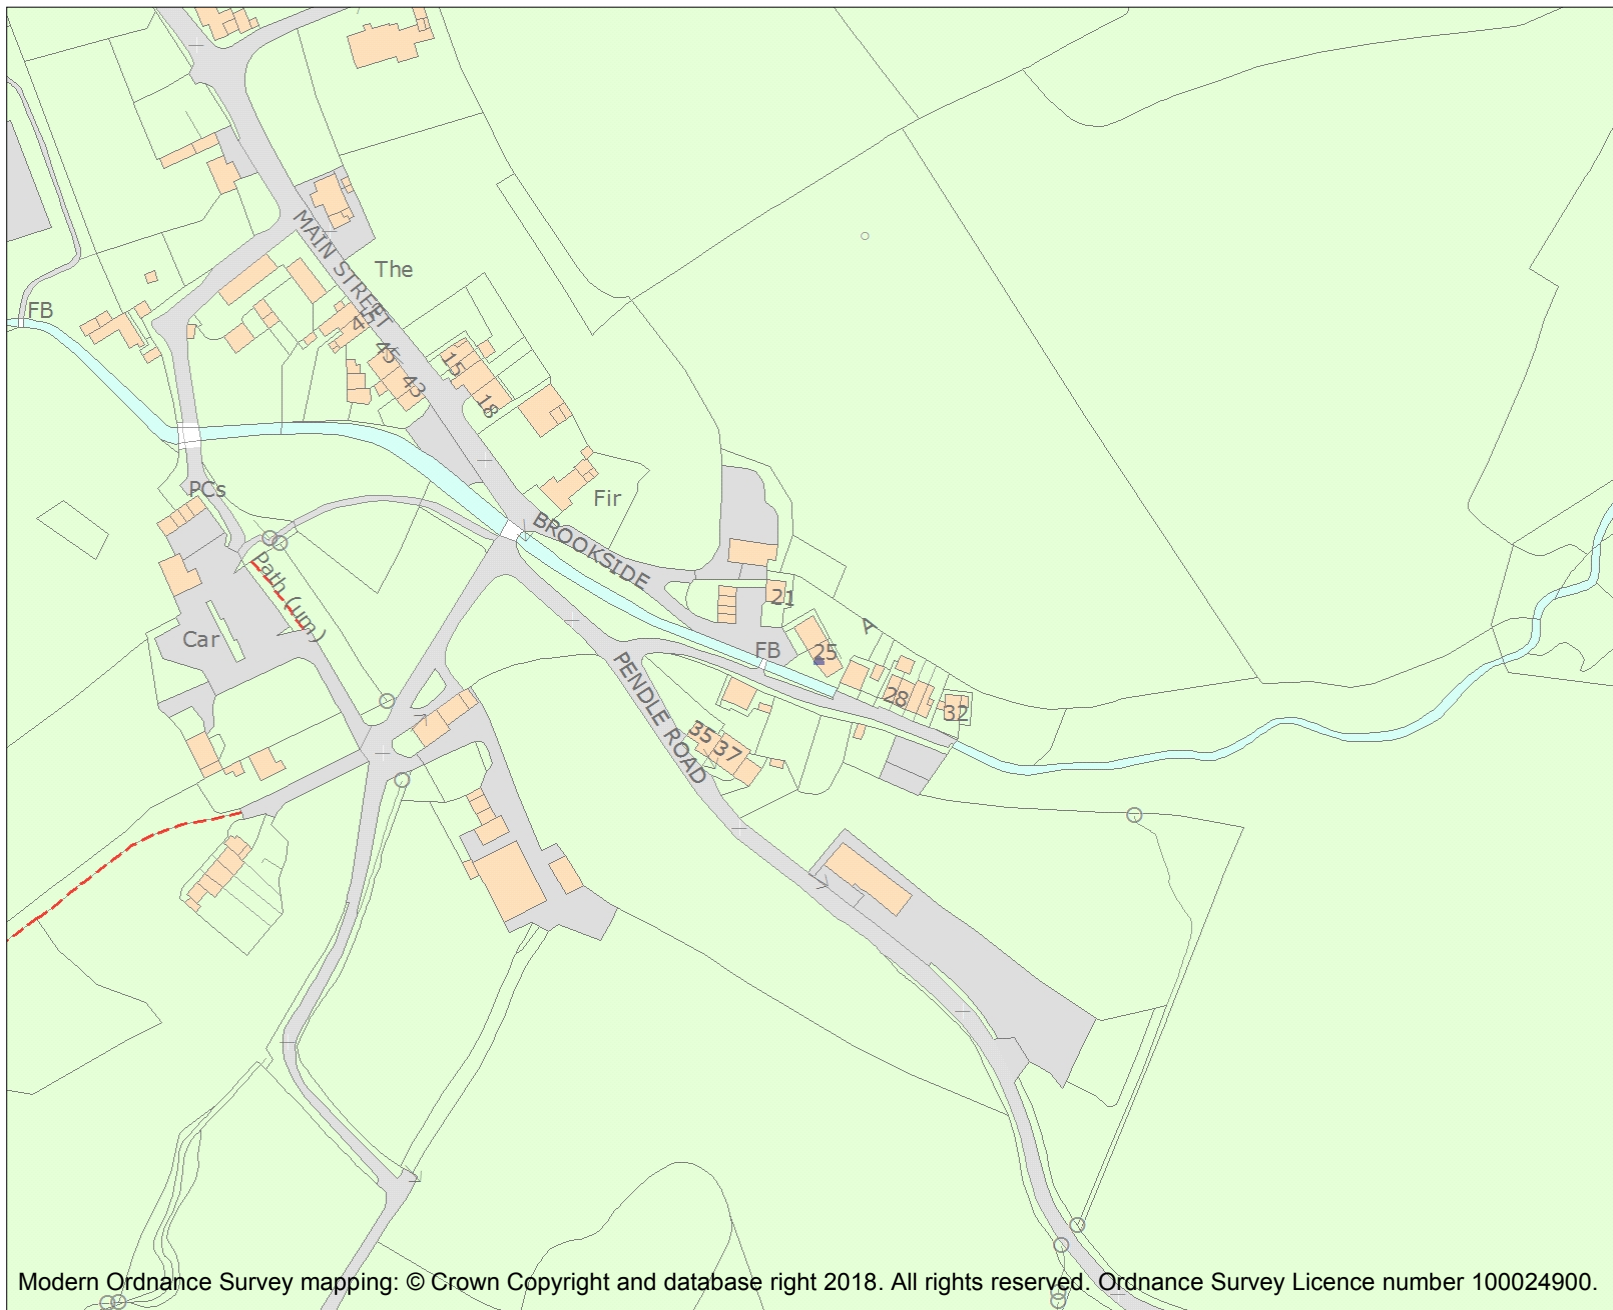 MAIN STREET
The
FB
45
43
15
18
PCs
Fir
BROOKSIDE
Path (um)
21
A
Car
FB
25
PENDLE ROAD
28
32
35
37
Modern Ordnance Survey mapping: © Crown Copyright and database right 2018. All rights reserved. Ordnance Survey Licence number 100024900.